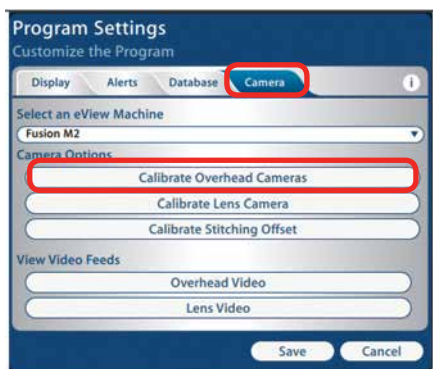 Program Settings
Customize the Program
Display Alerts Database Camera i
Select an eView Machine
Fusion M2
Camera Options
Calibrate Overhead Cameras
Calibrate Lens Camera
Calibrate Stitching Offset
View Video Feeds
Overhead Video
Lens Video
Save Cancel